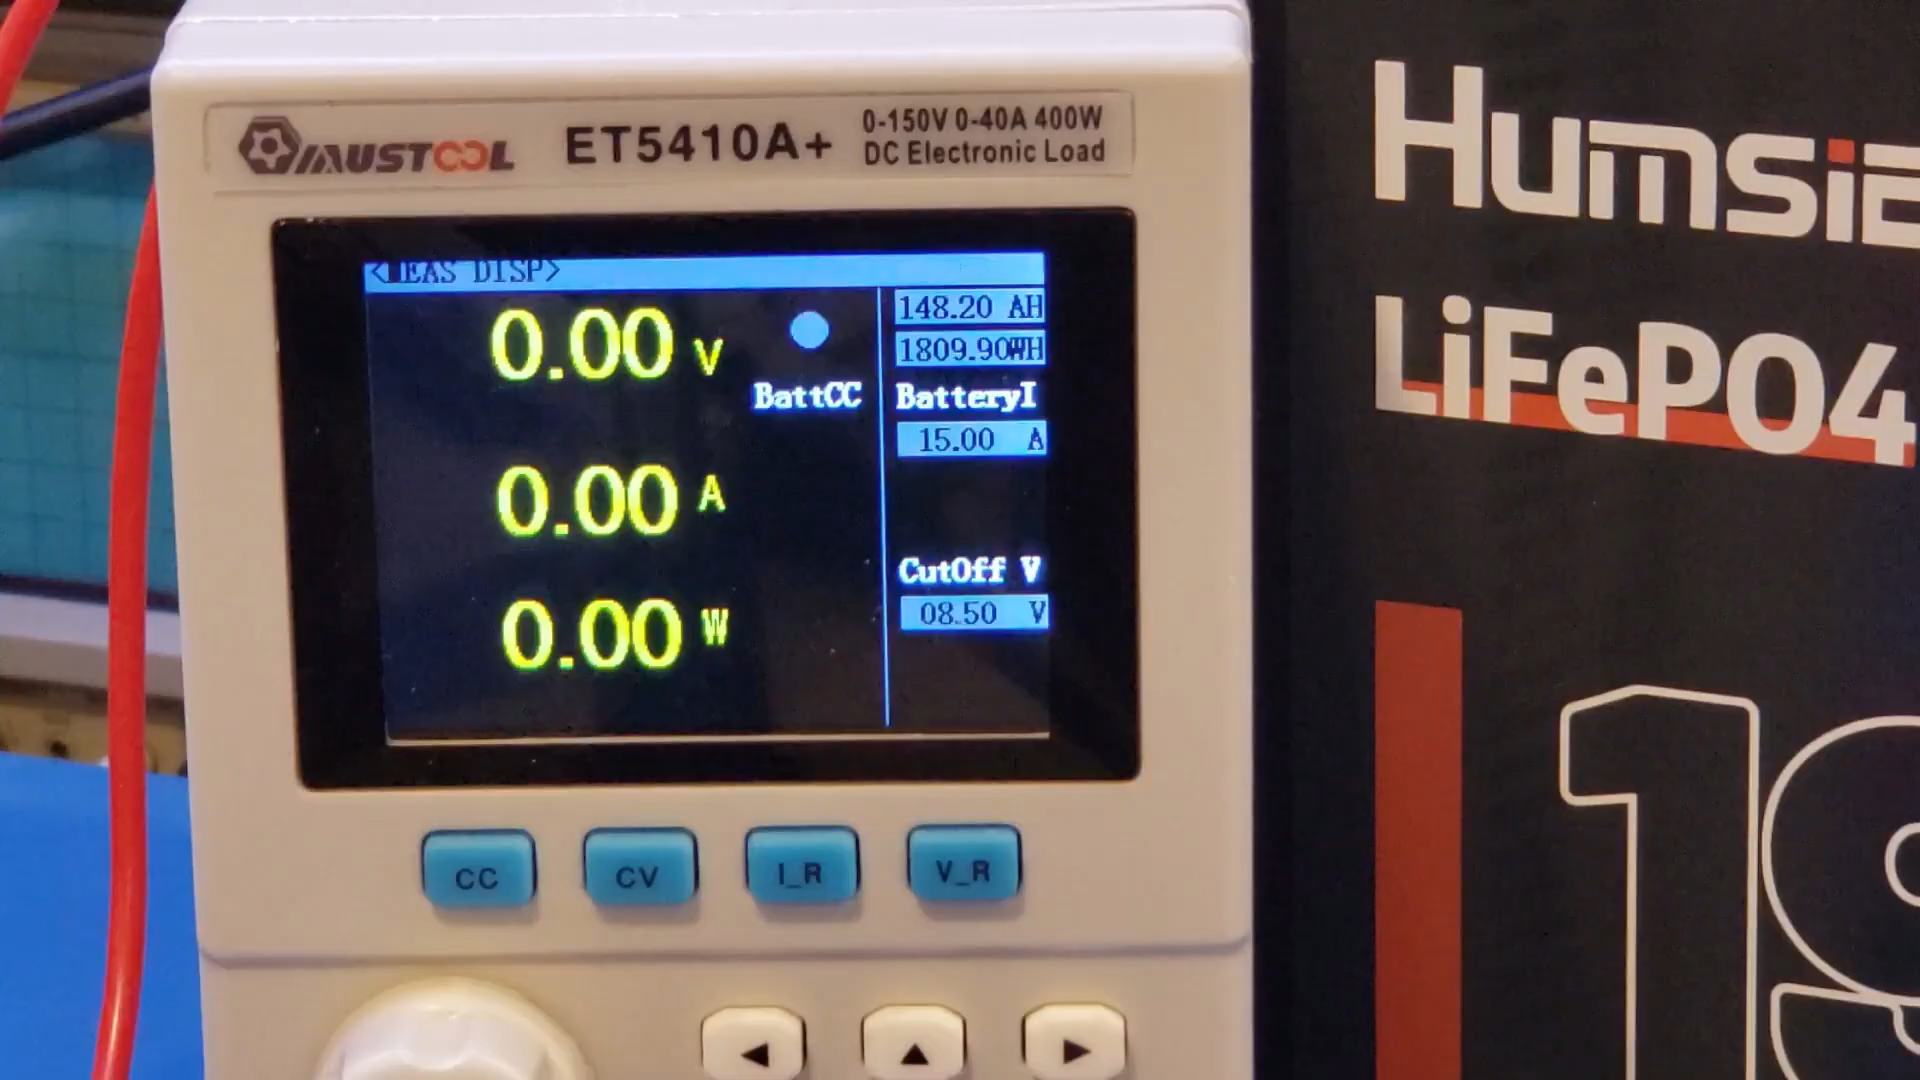 MUSTOOL ET5410A+ 0-150V 0-40A 400W
DC Electronic Load
<MEAS DISP>
0.00 V
BattCC
0.00 A
0.00 W
148.20 AH
1809.90WH
BatteryI
15.00 A
CutOff V
08.50 V
CC CV I_R V_R
LiFePO4